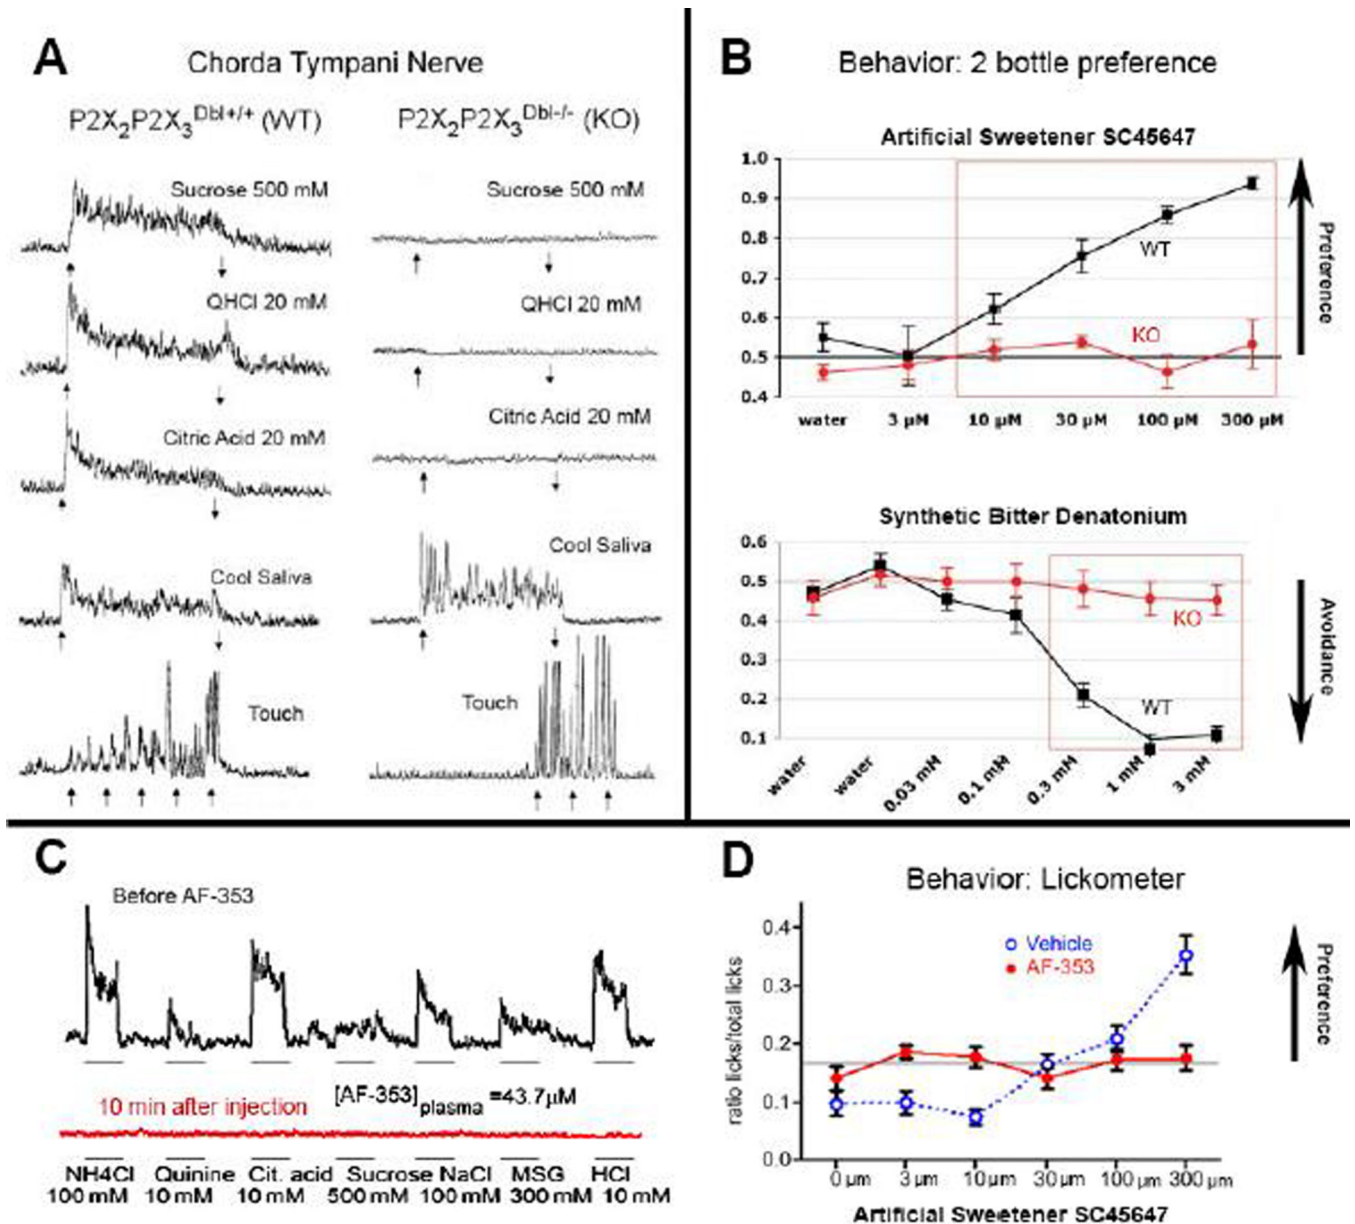 A
Chorda Tympani Nerve
P2X2P2X3Dbl+/+ (WT)
P2X2P2X3Dbl-/- (KO)
Sucrose 500 mM
Sucrose 500 mM
QHCl 20 mM
QHCl 20 mM
Citric Acid 20 mM
Citric Acid 20 mM
Cool Saliva
Cool Saliva
Touch
Touch
B
Behavior: 2 bottle preference
Artificial Sweetener SC45647
1.0
0.9
0.8
0.7
0.6
0.5
0.4
WT
KO
water 3 µM 10 µM 30 µM 100 µM 300 µM
Preference
Synthetic Bitter Denatonium
0.6
0.5
0.4
0.3
0.2
0.1
KO
WT
water water 0.03 mM 0.1 mM 0.3 mM 1 mM 3 mM
Avoidance
C
Before AF-353
10 min after injection
[AF-353]plasma =43.7µM
NH4Cl Quinine Cit. acid Sucrose NaCl MSG HCl
100 mM 10 mM 10 mM 500 mM 100 mM 300 mM 10 mM
D
Behavior: Lickometer
ratio licks/total licks
0.4
0.3
0.2
0.1
0.0
Vehicle
AF-353
Preference
0 µm 3 µm 10 µm 30 µm 100 µm 300 µm
Artificial Sweetener SC45647